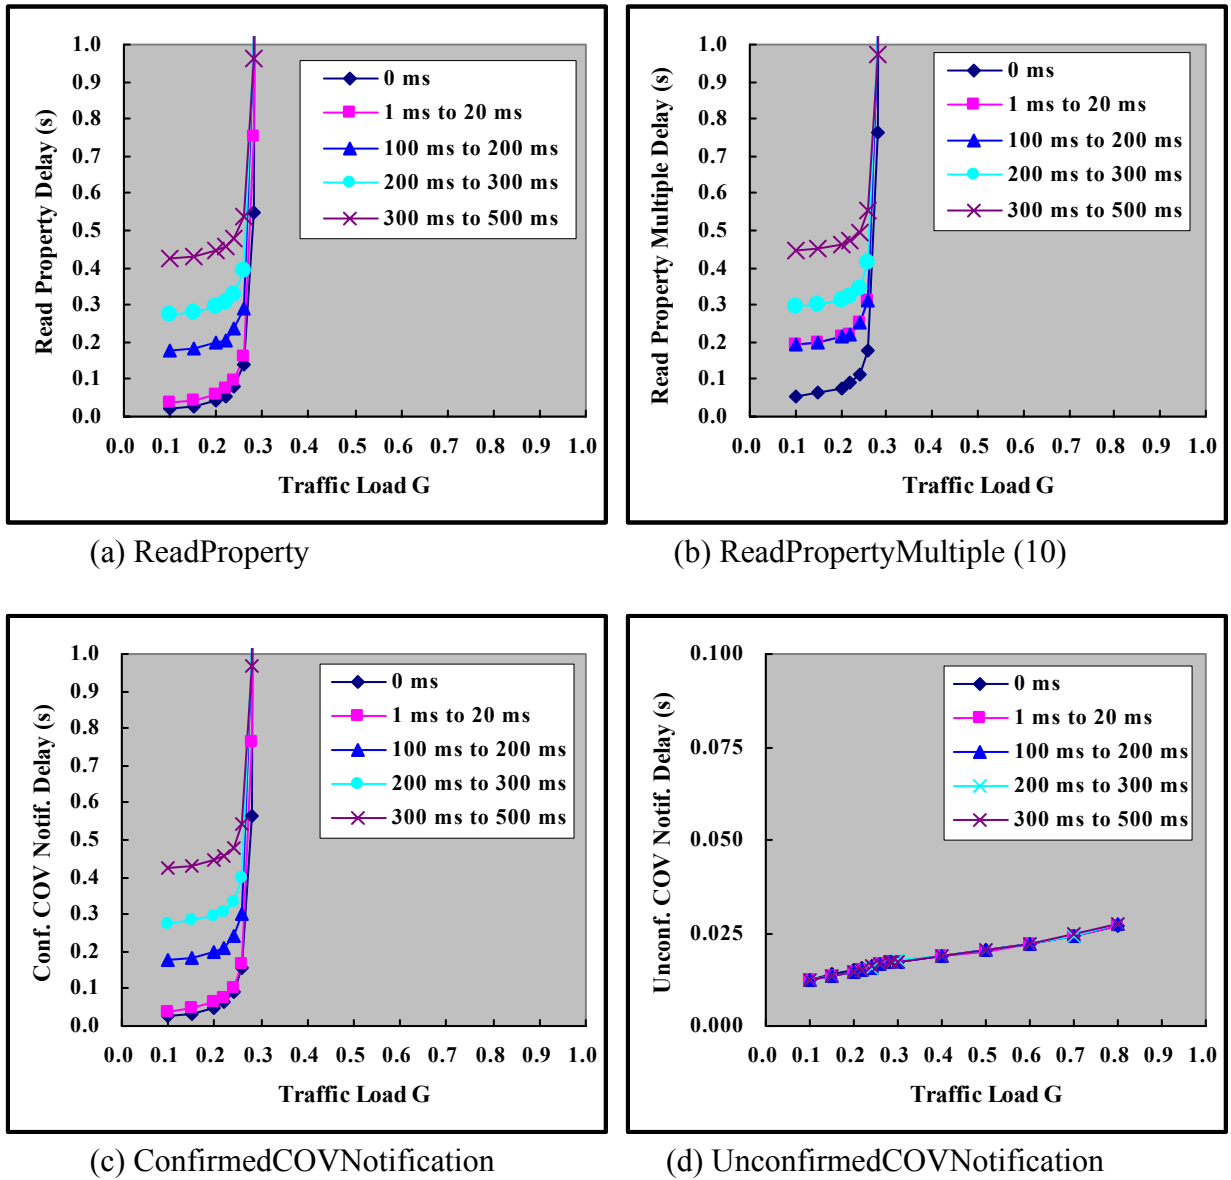 Read Property Delay (s)
1.0
0.9
0.8
0.7
0.6
0.5
0.4
0.3
0.2
0.1
0.0
0 ms
1 ms to 20 ms
100 ms to 200 ms
200 ms to 300 ms
300 ms to 500 ms
0.0 0.1 0.2 0.3 0.4 0.5 0.6 0.7 0.8 0.9 1.0
Traffic Load G
(a) ReadProperty
Read Property Multiple Delay (s)
1.0
0.9
0.8
0.7
0.6
0.5
0.4
0.3
0.2
0.1
0.0
0 ms
1 ms to 20 ms
100 ms to 200 ms
200 ms to 300 ms
300 ms to 500 ms
0.0 0.1 0.2 0.3 0.4 0.5 0.6 0.7 0.8 0.9 1.0
Traffic Load G
(b) ReadPropertyMultiple (10)
Conf. COV Notif. Delay (s)
1.0
0.9
0.8
0.7
0.6
0.5
0.4
0.3
0.2
0.1
0.0
0 ms
1 ms to 20 ms
100 ms to 200 ms
200 ms to 300 ms
300 ms to 500 ms
0.0 0.1 0.2 0.3 0.4 0.5 0.6 0.7 0.8 0.9 1.0
Traffic Load G
(c) ConfirmedCOVNotification
Unconf. COV Notif. Delay (s)
0.100
0.075
0.050
0.025
0.000
0 ms
1 ms to 20 ms
100 ms to 200 ms
200 ms to 300 ms
300 ms to 500 ms
0.0 0.1 0.2 0.3 0.4 0.5 0.6 0.7 0.8 0.9 1.0
Traffic Load G
(d) UnconfirmedCOVNotification